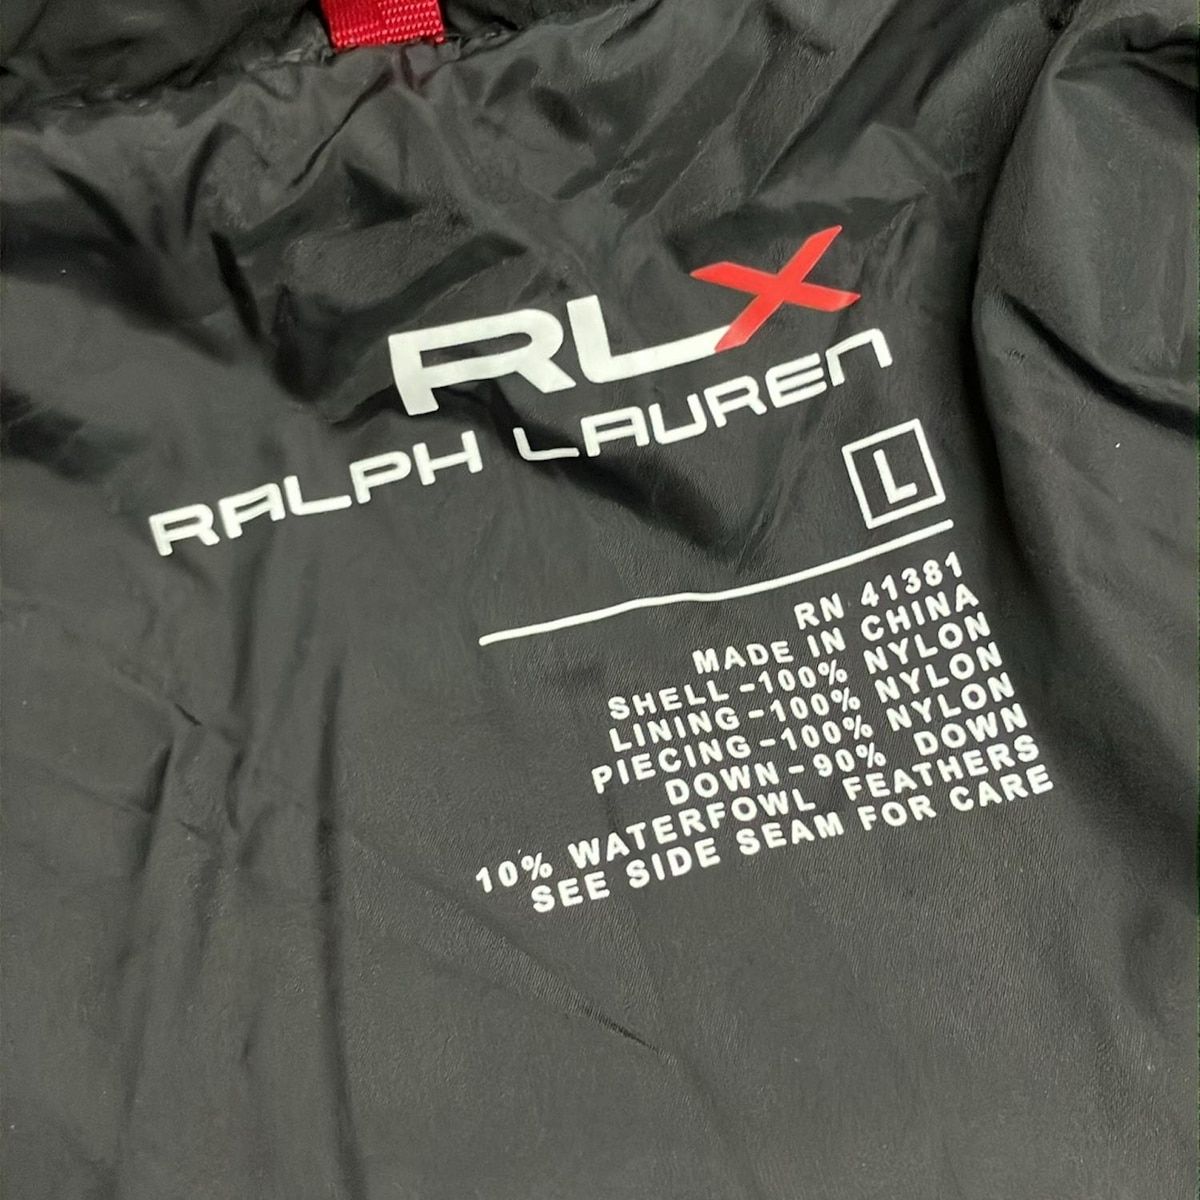 RLX
RALPH LAUREN
L
RN 41381
MADE IN CHINA
SHELL-100% NYLON
LINING-100% NYLON
PIECING-100% NYLON
DOWN-90% DOWN
10% WATERFOWL FEATHERS
SEE SIDE SEAM FOR CARE